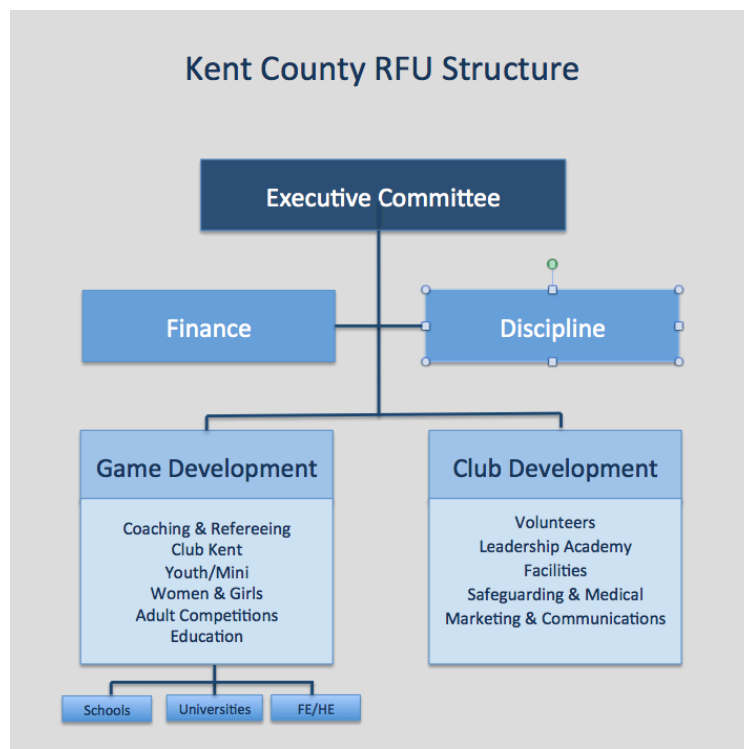 Kent County RFU Structure
Executive Committee
Finance
Discipline
Game Development
Coaching & Refereeing
Club Kent
Youth/Mini
Women & Girls
Adult Competitions
Education
Club Development
Volunteers
Leadership Academy
Facilities
Safeguarding & Medical
Marketing & Communications
Schools
Universities
FE/HE